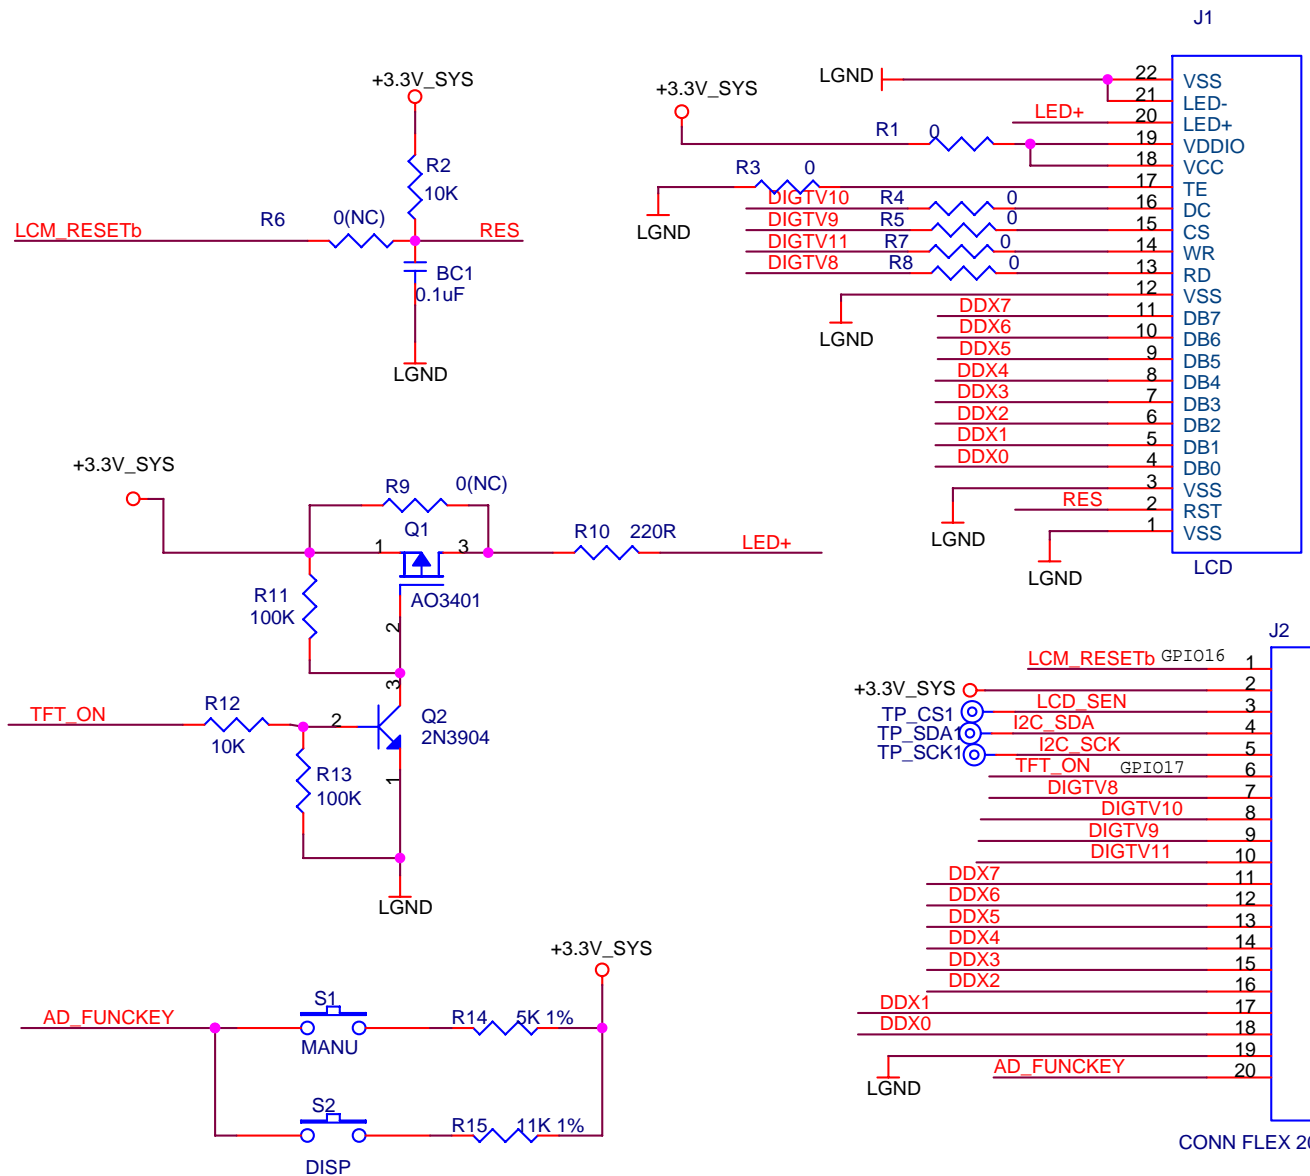 J1
+3.3V_SYS
R2
10K
LCM_RESETb
R6
0(NC)
RES
BC1
0.1uF
LGND
LGND
+3.3V_SYS
LED+
R1
0
R3
0
LGND
DIGTV10
R4
0
DIGTV9
R5
0
DIGTV11
R7
0
DIGTV8
R8
0
LGND
DDX7
DDX6
DDX5
DDX4
DDX3
DDX2
DDX1
DDX0
LGND
RES
LGND
22 VSS
21 LED-
20 LED+
19 VDDIO
18 VCC
17 TE
16 DC
15 CS
14 WR
13 RD
12 VSS
11 DB7
10 DB6
9 DB5
8 DB4
7 DB3
6 DB2
5 DB1
4 DB0
3 VSS
2 RST
1 VSS
LCD
+3.3V_SYS
R9
0(NC)
Q1
1
3
R10
220R
LED+
R11
100K
AO3401
2
3
TFT_ON
R12
10K
2
Q2
2N3904
R13
100K
1
LGND
+3.3V_SYS
AD_FUNCKEY
S1
MANU
R14
5K 1%
S2
DISP
R15
11K 1%
J2
LCM_RESETb GPIO16 1
+3.3V_SYS 2
TP_CS1 LCD_SEN 3
TP_SDA1 I2C_SDA 4
TP_SCK1 I2C_SCK 5
TFT_ON GPIO17 6
DIGTV8 7
DIGTV10 8
DIGTV9 9
DIGTV11 10
DDX7 11
DDX6 12
DDX5 13
DDX4 14
DDX3 15
DDX2 16
DDX1 17
DDX0 18
19
LGND
AD_FUNCKEY 20
CONN FLEX